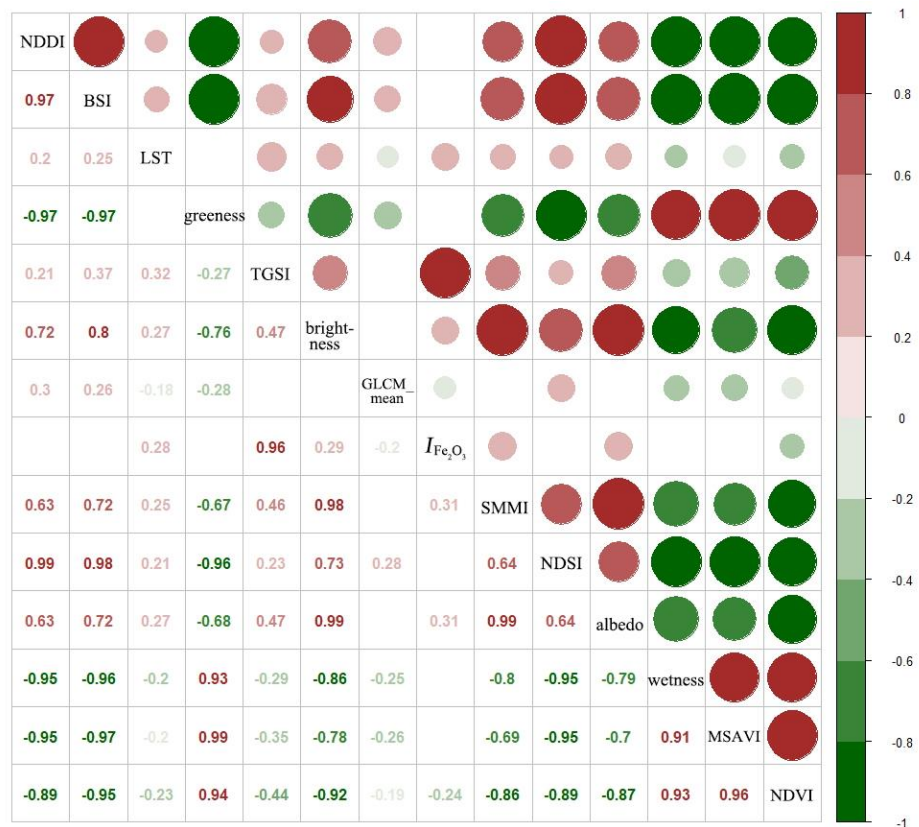 NDDI
0.97 BSI
0.2 0.25 LST
-0.97 -0.97 greeness
0.21 0.37 0.32 -0.27 TGSI
0.72 0.8 0.27 -0.76 0.47 bright-
ness
0.3 0.26 -0.18 -0.28 GLCM_
mean
0.28 0.96 0.29 -0.2 I Fe₂O₃
0.63 0.72 0.25 -0.67 0.46 0.98 0.31 SMMI
0.99 0.98 0.21 -0.96 0.23 0.73 0.28 0.64 NDSI
0.63 0.72 0.27 -0.68 0.47 0.99 0.31 0.99 0.64 albedo
-0.95 -0.96 -0.2 0.93 -0.29 -0.86 -0.25 -0.8 -0.95 -0.79 wetness
-0.95 -0.97 -0.2 0.99 -0.35 -0.78 -0.26 -0.69 -0.95 -0.7 0.91 MSAVI
-0.89 -0.95 -0.23 0.94 -0.44 -0.92 -0.19 -0.24 -0.86 -0.89 -0.87 0.93 0.96 NDVI
1
0.8
0.6
0.4
0.2
0
-0.2
-0.4
-0.6
-0.8
-1